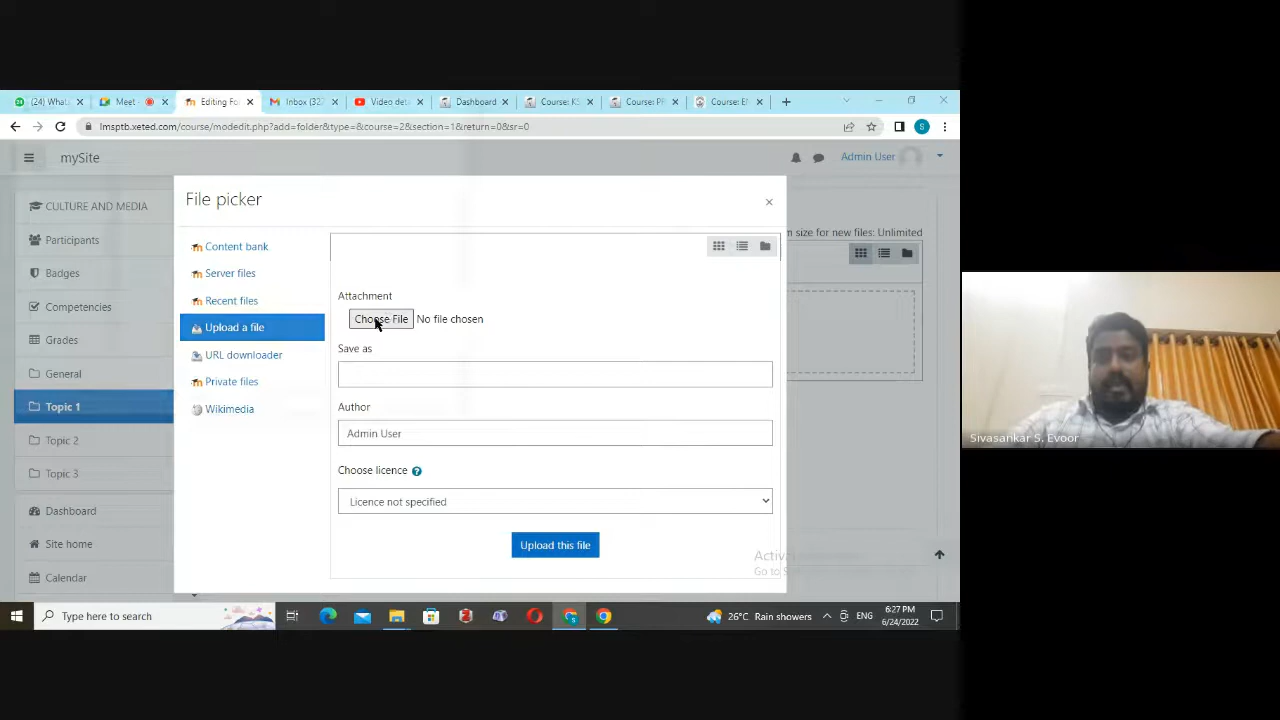 (24) What
Meet
Editing Fo
Inbox (32
Video det
Dashboard
Course: K
Course: P
Course: E
lmsptb.xeted.com/course/modedit.php?add=folder&type=&course=2&section=1&return=0&sr=0
S
mySite
Admin User
File picker
CULTURE AND MEDIA
Participants
Badges
Competencies
Grades
General
Topic 1
Topic 2
Topic 3
Dashboard
Site home
Calendar
Content bank
Server files
Recent files
Upload a file
URL downloader
Private files
Wikimedia
m size for new files: Unlimited
Attachment
Choose File No file chosen
Save as
Author
Admin User
Choose licence ?
Licence not specified
Upload this file
Activa
Go to S
Sivasankar S. Evoor
Type here to search
26°C Rain showers
ENG
6:27 PM
6/24/2022